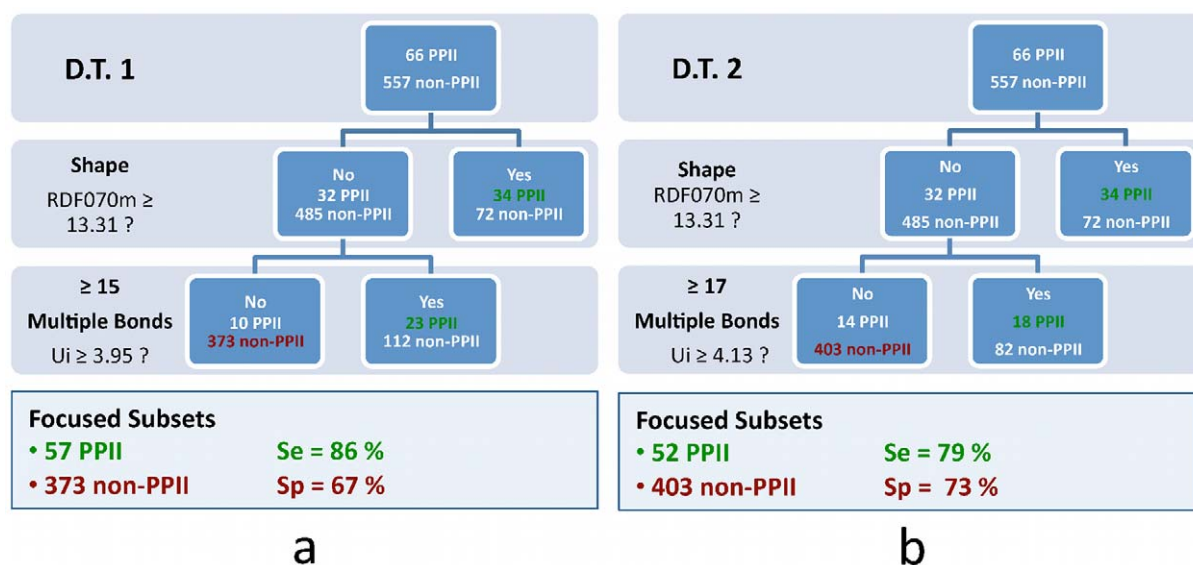 D.T. 1
66 PPII
557 non-PPII
Shape
RDF070m ≥
13.31 ?
No
32 PPII
485 non-PPII
Yes
34 PPII
72 non-PPII
≥ 15
Multiple Bonds
Ui ≥ 3.95 ?
No
10 PPII
373 non-PPII
Yes
23 PPII
112 non-PPII
Focused Subsets
• 57 PPII Se = 86 %
• 373 non-PPII Sp = 67 %
a
D.T. 2
66 PPII
557 non-PPII
Shape
RDF070m ≥
13.31 ?
No
32 PPII
485 non-PPII
Yes
34 PPII
72 non-PPII
≥ 17
Multiple Bonds
Ui ≥ 4.13 ?
No
14 PPII
403 non-PPII
Yes
18 PPII
82 non-PPII
Focused Subsets
• 52 PPII Se = 79 %
• 403 non-PPII Sp = 73 %
b